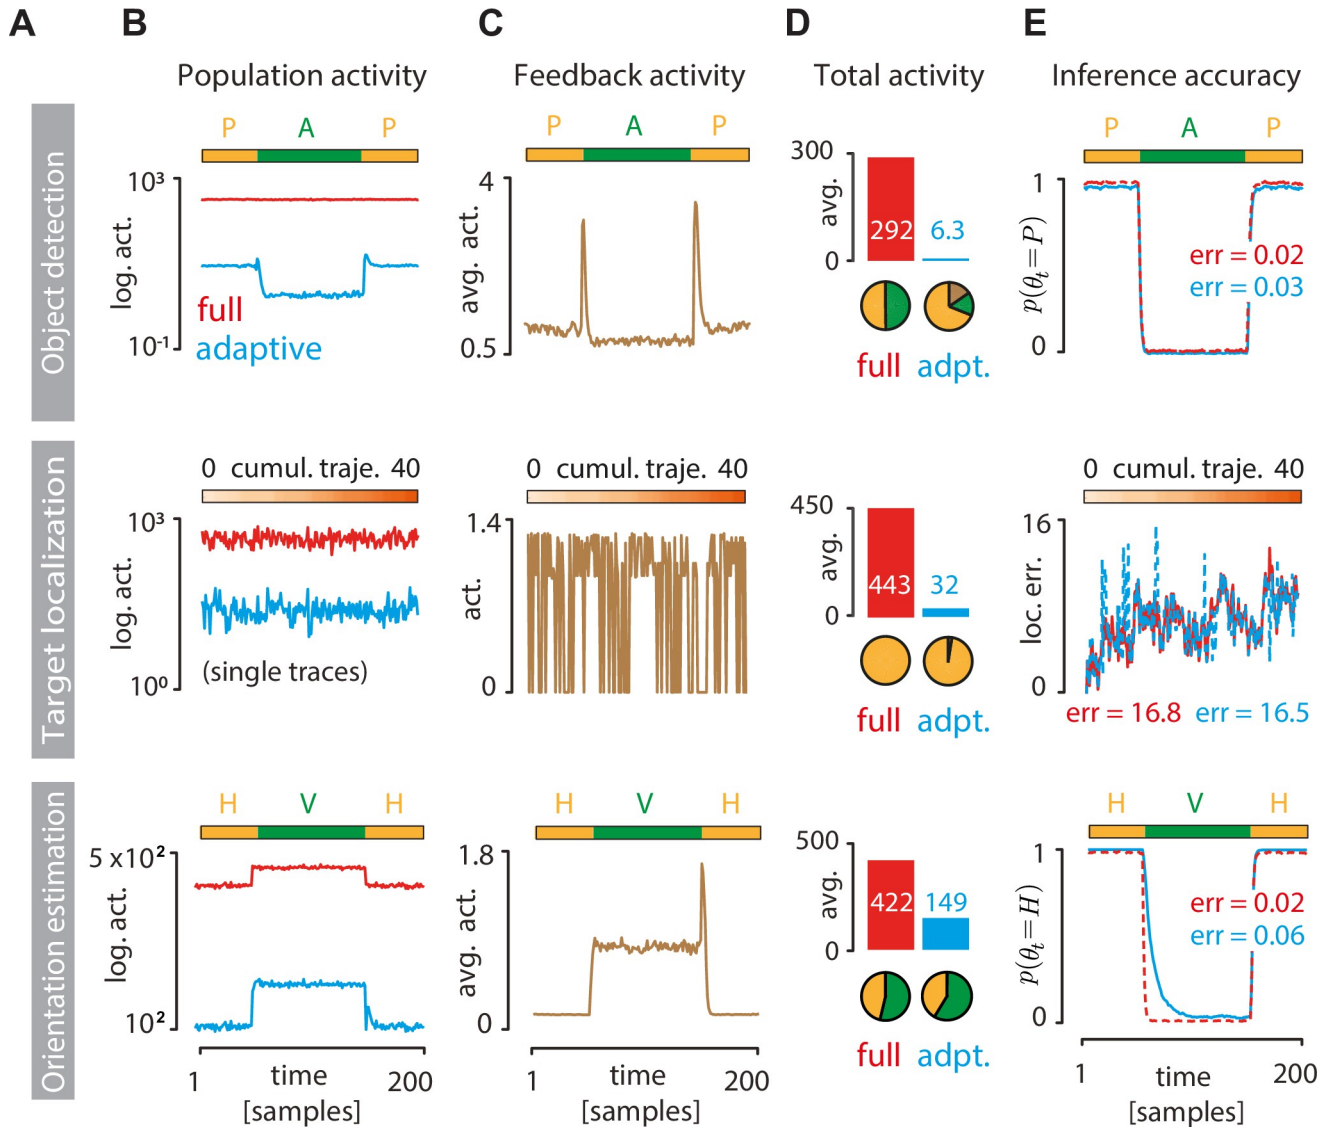 A
B
C
D
E
Population activity
Feedback activity
Total activity
Inference accuracy
Object detection
P A P
10³
log. act.
10⁻¹
full
adaptive
P A P
4
avg. act.
0.5
300
avg.
0
292
6.3
full adpt.
P A P
1
p(θₜ= P)
0
err = 0.02
err = 0.03
Target localization
0 cumul. traje. 40
10³
log. act.
10⁰
(single traces)
0 cumul. traje. 40
1.4
act.
0
450
avg.
0
443
32
full adpt.
0 cumul. traje. 40
16
loc. err.
0
err = 16.8 err = 16.5
Orientation estimation
H V H
5 x10²
log. act.
10²
1 time 200
[samples]
H V H
1.8
avg. act.
0
1 time 200
[samples]
500
avg.
0
422
149
full adpt.
H V H
1
p(θₜ= H)
0
err = 0.02
err = 0.06
1 time 200
[samples]